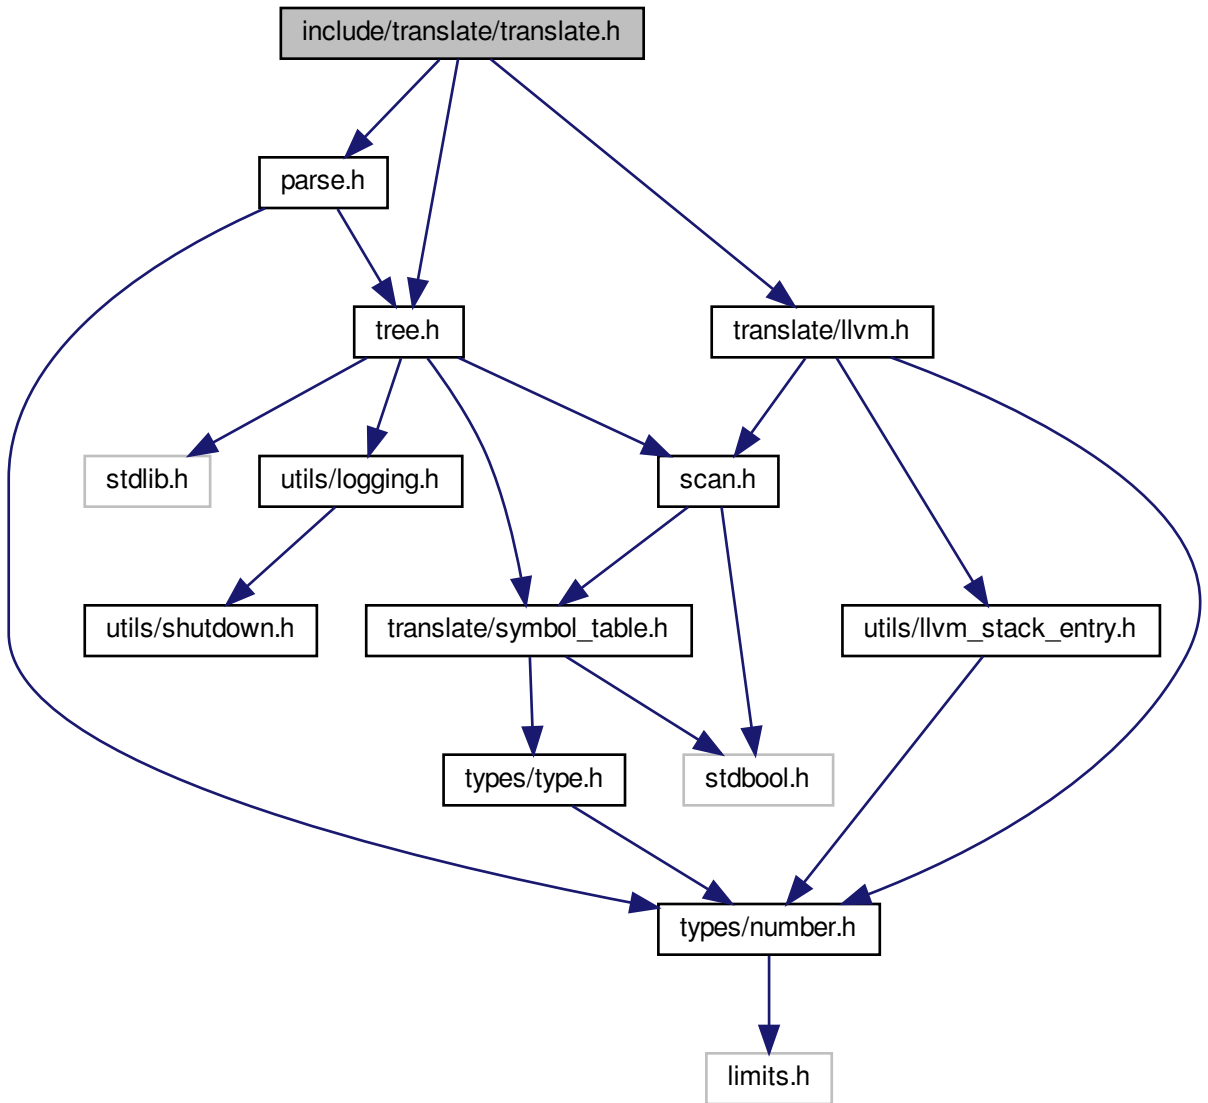 include/translate/translate.h
parse.h
tree.h
translate/llvm.h
stdlib.h
utils/logging.h
scan.h
utils/shutdown.h
translate/symbol_table.h
utils/llvm_stack_entry.h
types/type.h
stdbool.h
types/number.h
limits.h